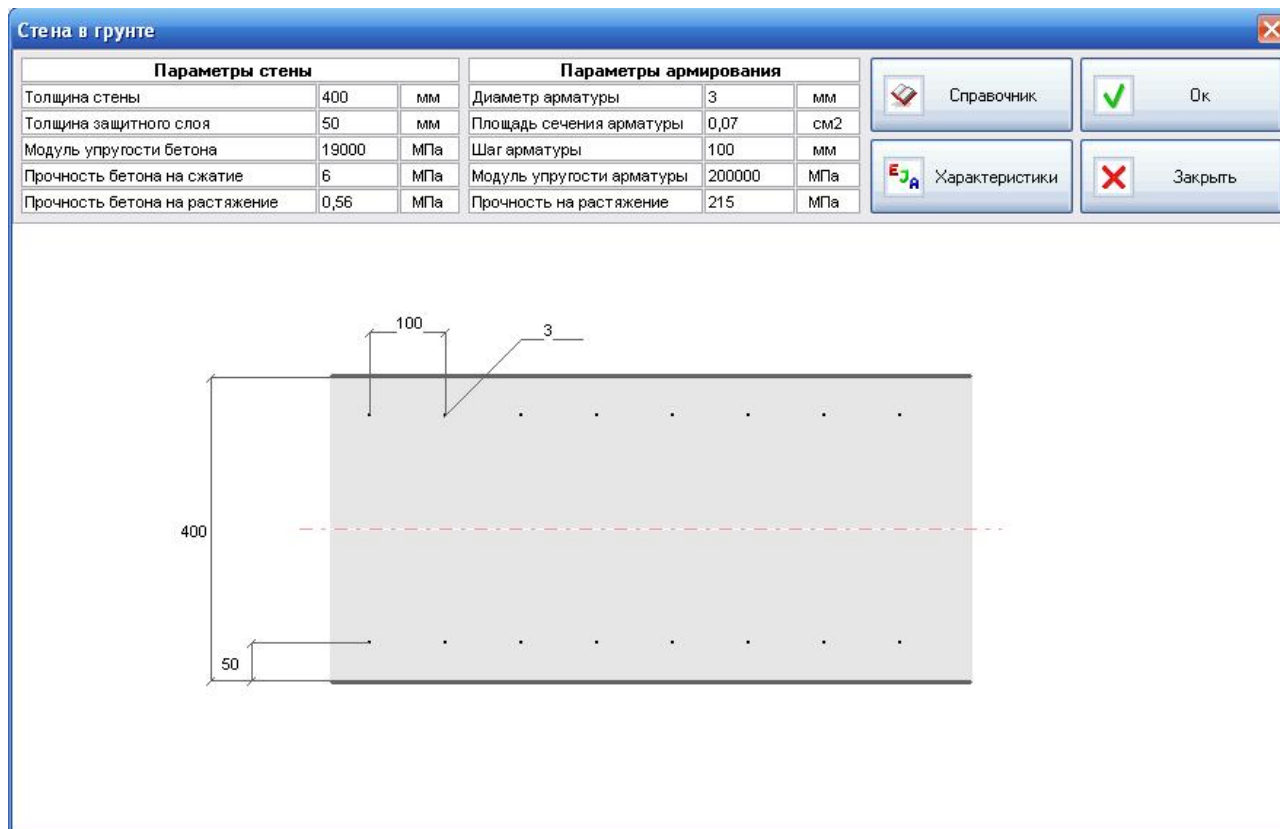 Стена в грунте
Параметры стены Параметры армирования
Толщина стены 400 мм Диаметр арматуры 3 мм Справочник Ок
Толщина защитного слоя 50 мм Площадь сечения арматуры 0,07 см2
Модуль упругости бетона 19000 МПа Шаг арматуры 100 мм
Прочность бетона на сжатие 6 МПа Модуль упругости арматуры 200000 МПа EJA Характеристики Закрыть
Прочность бетона на растяжение 0,56 МПа Прочность на растяжение 215 МПа
100 3
400
50